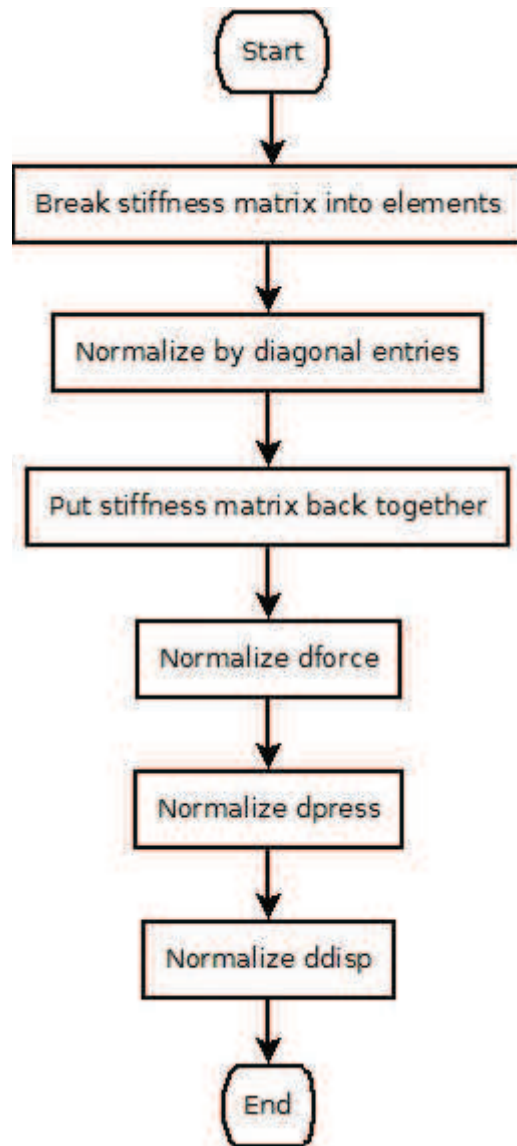 Start
Break stiffness matrix into elements
Normalize by diagonal entries
Put stiffness matrix back together
Normalize dforce
Normalize dpress
Normalize ddisp
End